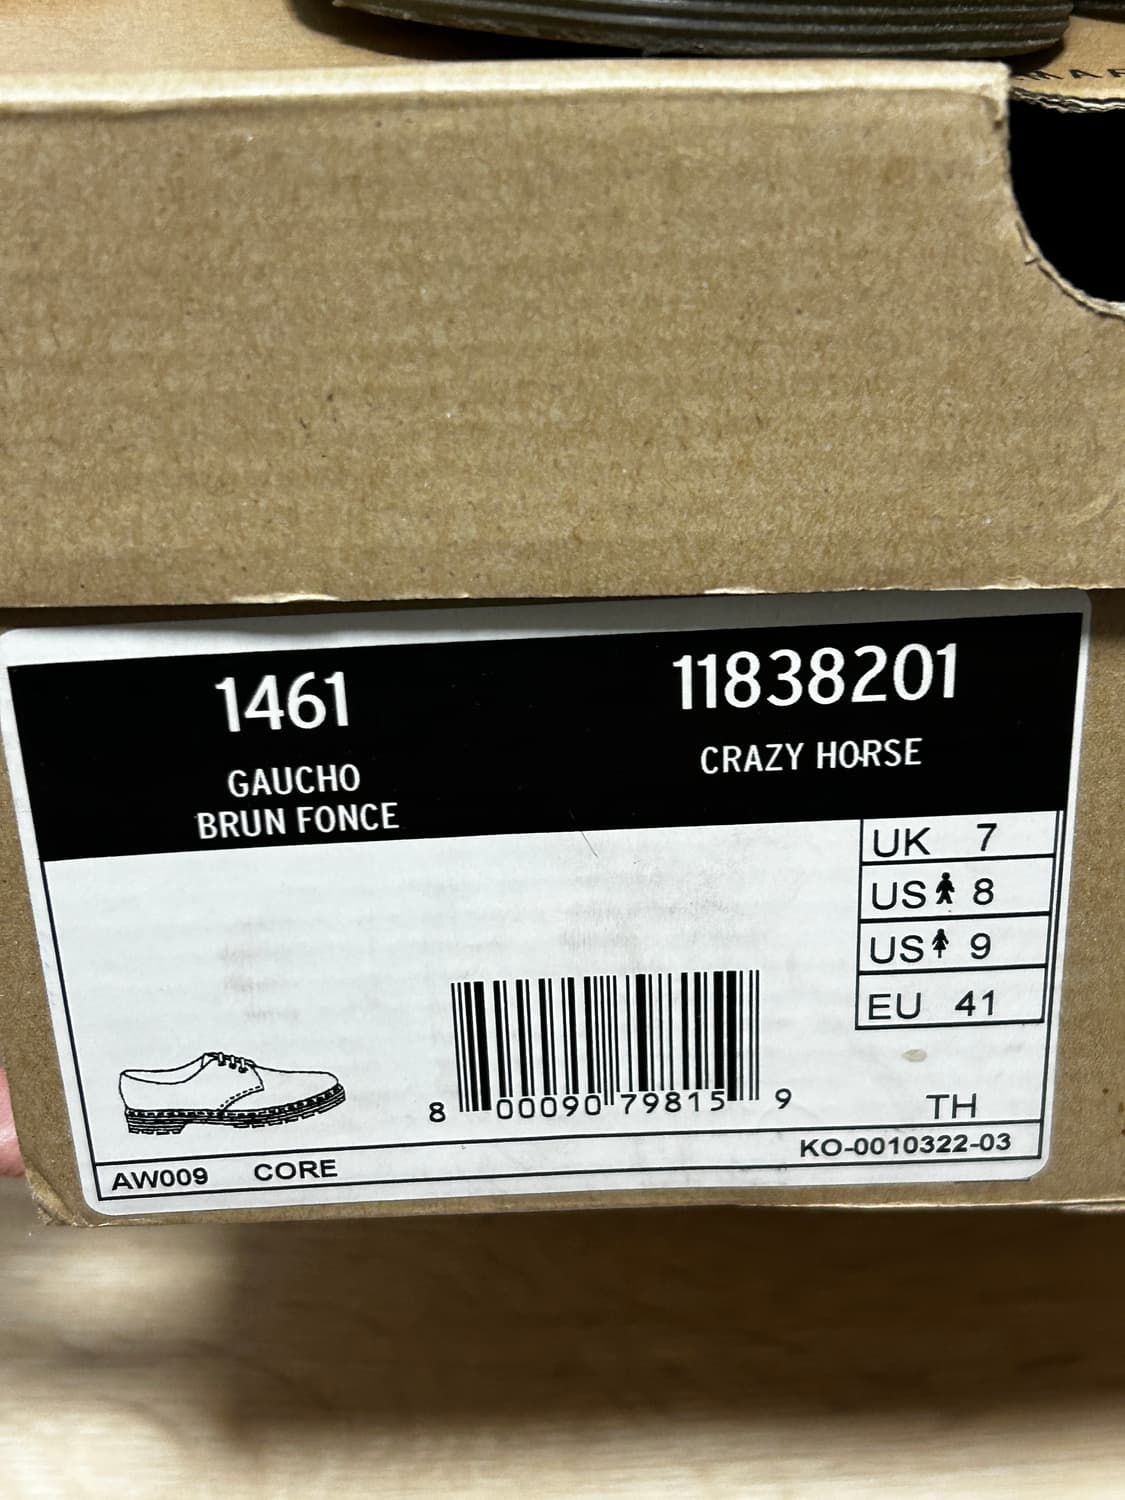 MAR
1461
GAUCHO
BRUN FONCE
11838201
CRAZY HORSE
UK 7
US 8
US 9
EU 41
8 00090 79815 9
TH
KO-0010322-03
AW009 CORE